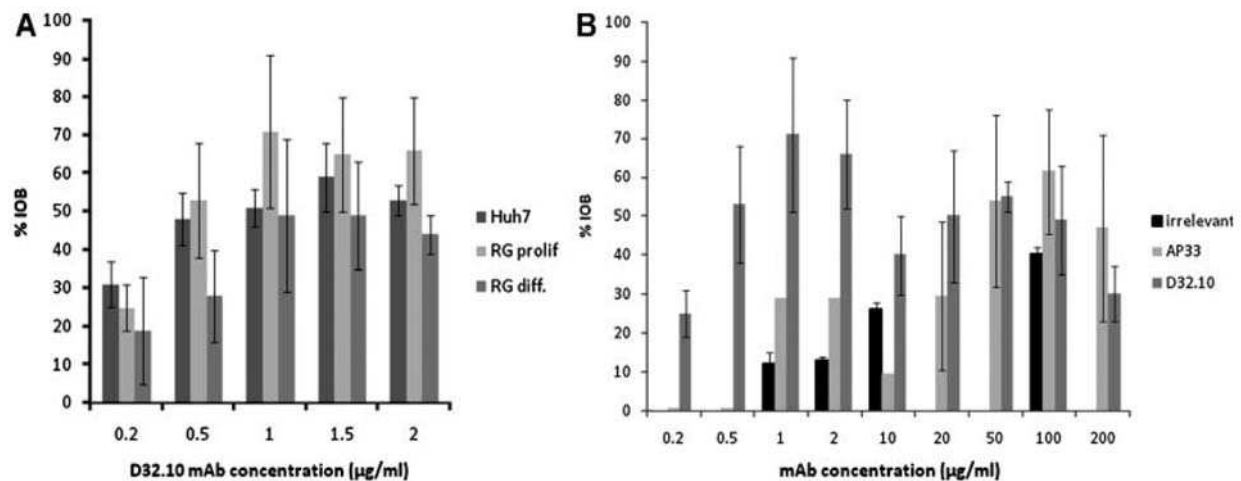 A
100
90
80
70
60
50
40
30
20
10
0
% IOB
0.2 0.5 1 1.5 2
D32.10 mAb concentration (µg/ml)
Huh7
RG prolif
RG diff.
B
100
90
80
70
60
50
40
30
20
10
0
% IOB
0.2 0.5 1 2 10 20 50 100 200
mAb concentration (µg/ml)
irrelevant
AP33
D32.10